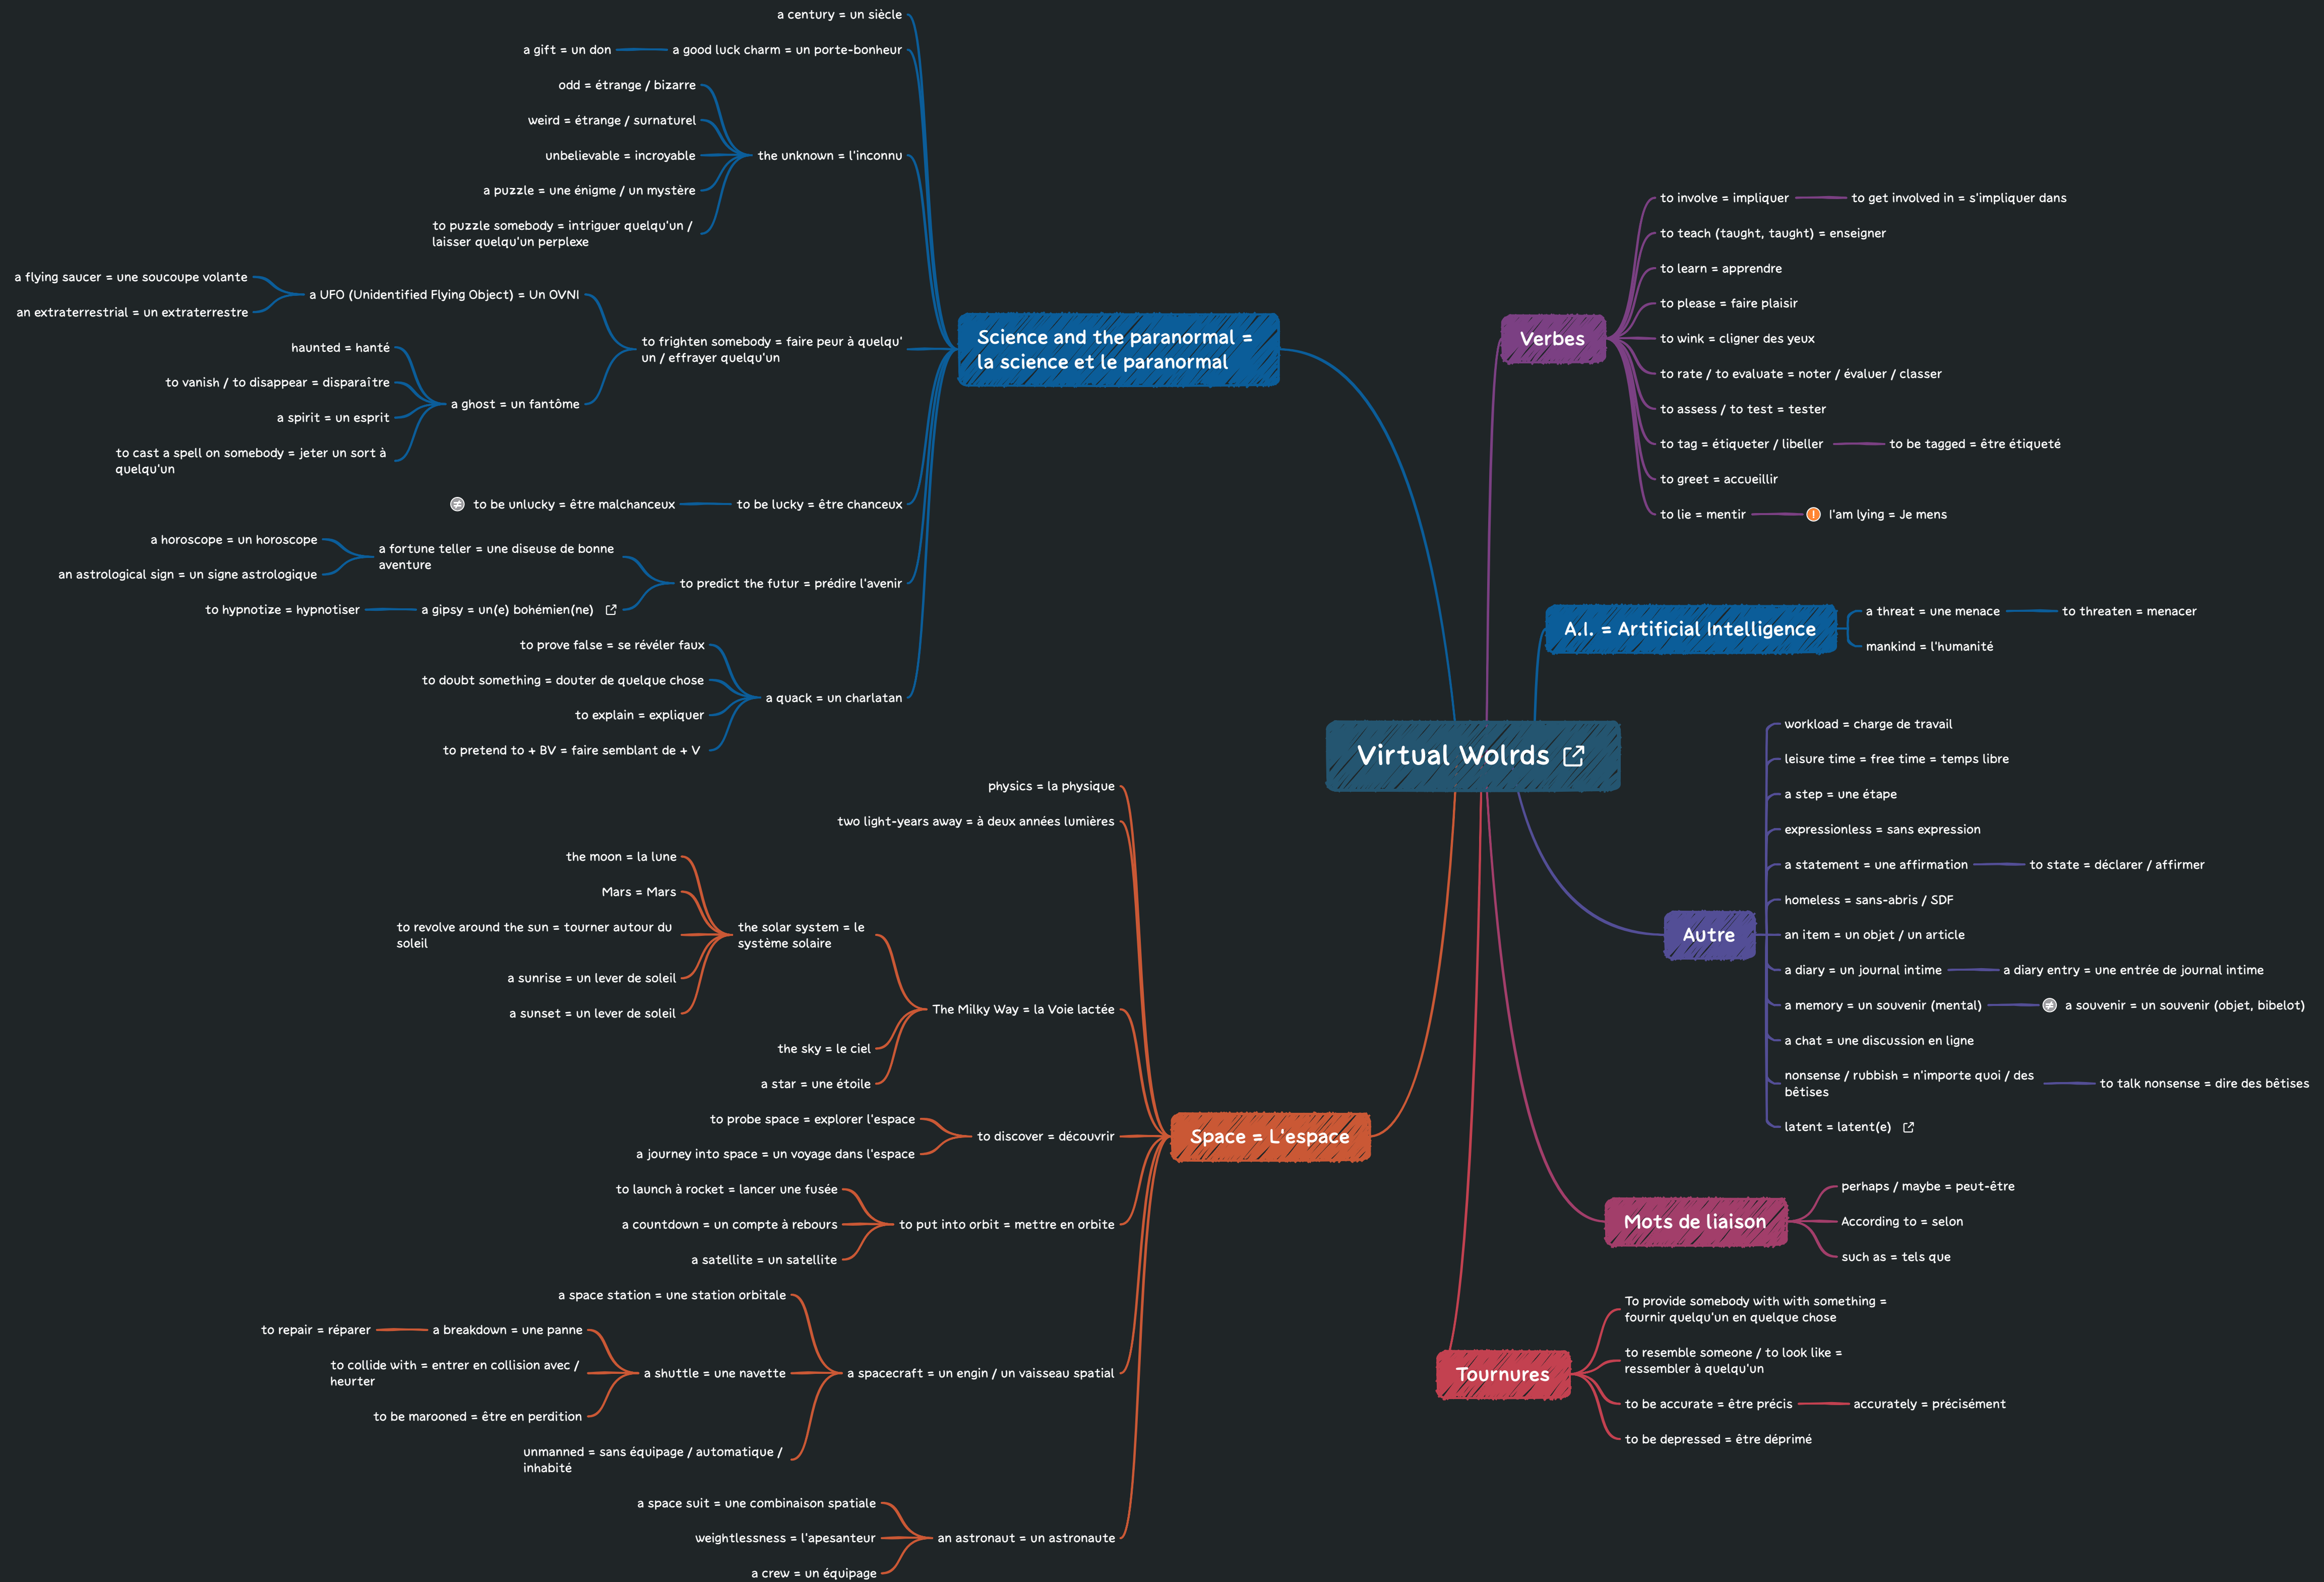 Virtual Wolrds
Science and the paranormal =
la science et le paranormal
a century = un siècle
a good luck charm = un porte-bonheur
a gift = un don
the unknown = l'inconnu
odd = étrange / bizarre
weird = étrange / surnaturel
unbelievable = incroyable
a puzzle = une énigme / un mystère
to puzzle somebody = intriguer quelqu'un /
laisser quelqu'un perplexe
to frighten somebody = faire peur à quelqu'
un / effrayer quelqu'un
a UFO (Unidentified Flying Object) = Un OVNI
a flying saucer = une soucoupe volante
an extraterrestrial = un extraterrestre
a ghost = un fantôme
haunted = hanté
to vanish / to disappear = disparaître
a spirit = un esprit
to cast a spell on somebody = jeter un sort à
quelqu'un
to be lucky = être chanceux
≠ to be unlucky = être malchanceux
to predict the futur = prédire l'avenir
a fortune teller = une diseuse de bonne
aventure
a horoscope = un horoscope
an astrological sign = un signe astrologique
a gipsy = un(e) bohémien(ne)
to hypnotize = hypnotiser
a quack = un charlatan
to prove false = se révéler faux
to doubt something = douter de quelque chose
to explain = expliquer
to pretend to + BV = faire semblant de + V
Space = L'espace
physics = la physique
two light-years away = à deux années lumières
The Milky Way = la Voie lactée
the solar system = le
système solaire
the moon = la lune
Mars = Mars
to revolve around the sun = tourner autour du
soleil
a sunrise = un lever de soleil
a sunset = un lever de soleil
the sky = le ciel
a star = une étoile
to discover = découvrir
to probe space = explorer l'espace
a journey into space = un voyage dans l'espace
to put into orbit = mettre en orbite
to launch à rocket = lancer une fusée
a countdown = un compte à rebours
a satellite = un satellite
a spacecraft = un engin / un vaisseau spatial
a space station = une station orbitale
a shuttle = une navette
a breakdown = une panne
to repair = réparer
to collide with = entrer en collision avec /
heurter
to be marooned = être en perdition
unmanned = sans équipage / automatique /
inhabité
an astronaut = un astronaute
a space suit = une combinaison spatiale
weightlessness = l'apesanteur
a crew = un équipage
Verbes
to involve = impliquer
to get involved in = s'impliquer dans
to teach (taught, taught) = enseigner
to learn = apprendre
to please = faire plaisir
to wink = cligner des yeux
to rate / to evaluate = noter / évaluer / classer
to assess / to test = tester
to tag = étiqueter / libeller
to be tagged = être étiqueté
to greet = accueillir
to lie = mentir
! I'am lying = Je mens
A.I. = Artificial Intelligence
a threat = une menace
to threaten = menacer
mankind = l'humanité
Autre
workload = charge de travail
leisure time = free time = temps libre
a step = une étape
expressionless = sans expression
a statement = une affirmation
to state = déclarer / affirmer
homeless = sans-abris / SDF
an item = un objet / un article
a diary = un journal intime
a diary entry = une entrée de journal intime
a memory = un souvenir (mental)
≠ a souvenir = un souvenir (objet, bibelot)
a chat = une discussion en ligne
nonsense / rubbish = n'importe quoi / des
bêtises
to talk nonsense = dire des bêtises
latent = latent(e)
Mots de liaison
perhaps / maybe = peut-être
According to = selon
such as = tels que
Tournures
To provide somebody with with something =
fournir quelqu'un en quelque chose
to resemble someone / to look like =
ressembler à quelqu'un
to be accurate = être précis
accurately = précisément
to be depressed = être déprimé